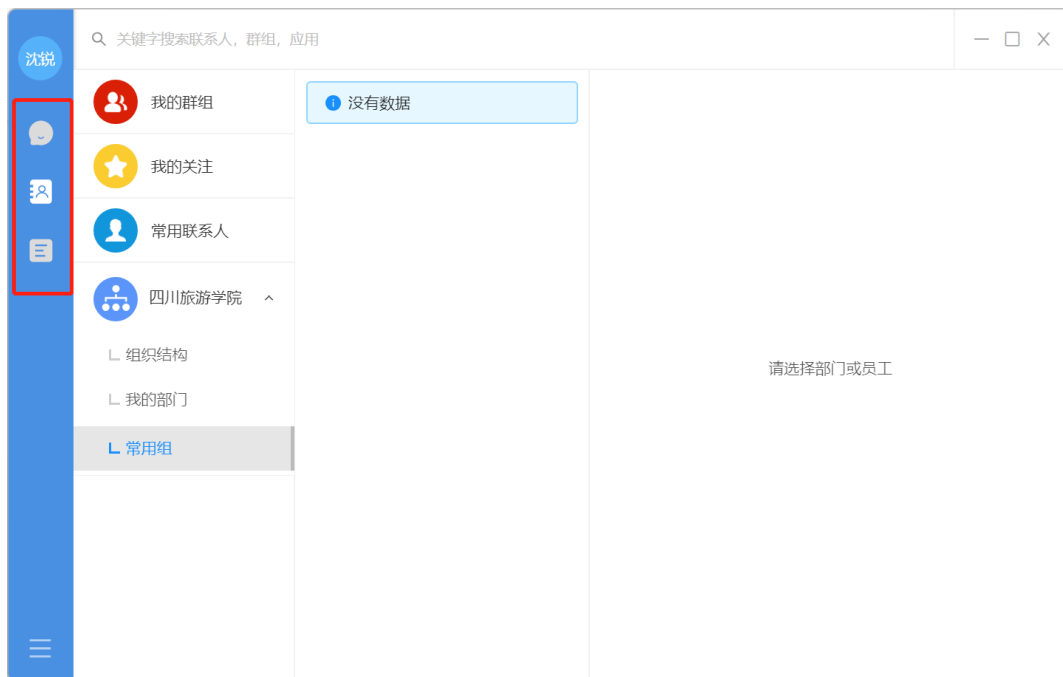 沈锐
关键字搜索联系人，群组，应用
我的群组
我的关注
常用联系人
四川旅游学院
组织结构
我的部门
常用组
没有数据
请选择部门或员工